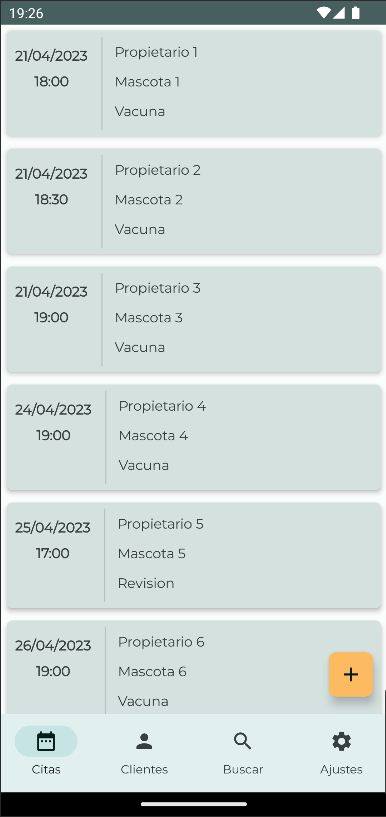 19:26
21/04/2023
18:00
Propietario 1
Mascota 1
Vacuna
21/04/2023
18:30
Propietario 2
Mascota 2
Vacuna
21/04/2023
19:00
Propietario 3
Mascota 3
Vacuna
24/04/2023
19:00
Propietario 4
Mascota 4
Vacuna
25/04/2023
17:00
Propietario 5
Mascota 5
Revision
26/04/2023
19:00
Propietario 6
Mascota 6
Vacuna
+
Citas
Clientes
Buscar
Ajustes